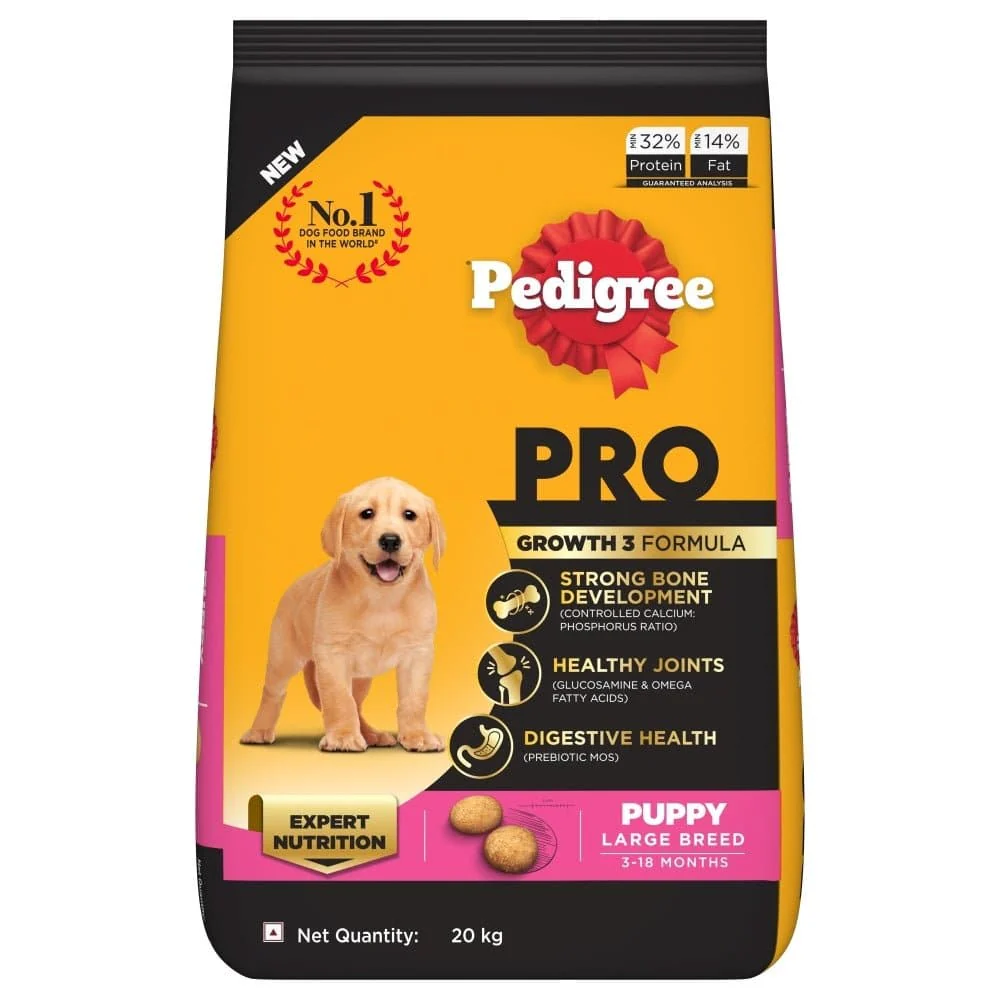 NEW
No.1
DOG FOOD BRAND
IN THE WORLD#
MIN 32% MIN 14%
Protein Fat
GUARANTEED ANALYSIS
Pedigree
PRO
GROWTH 3 FORMULA
STRONG BONE
DEVELOPMENT
(CONTROLLED CALCIUM:
PHOSPHORUS RATIO)
HEALTHY JOINTS
(GLUCOSAMINE & OMEGA
FATTY ACIDS)
DIGESTIVE HEALTH
(PREBIOTIC MOS)
EXPERT
NUTRITION
PUPPY
LARGE BREED
3-18 MONTHS
Net Quantity: 20 kg